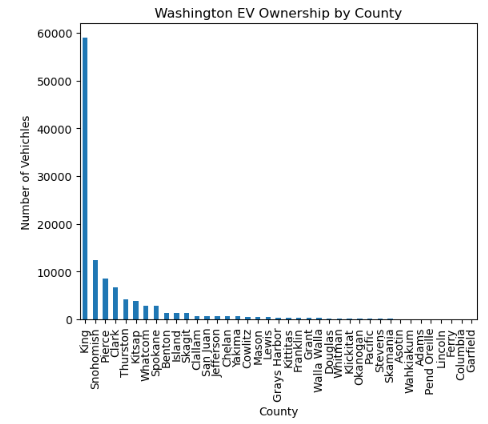 Washington EV Ownership by County
60000
50000
40000
30000
20000
10000
0
Number of Vehichles
King
Snohomish
Pierce
Clark
Thurston
Kitsap
Whatcom
Spokane
Benton
Island
Skagit
Clallam
San Juan
Jefferson
Chelan
Yakima
Cowlitz
Mason
Lewis
Grays Harbor
Kittitas
Franklin
Grant
Walla Walla
Douglas
Whitman
Klickitat
Okanogan
Pacific
Stevens
Skamania
Asotin
Wahkiakum
Adams
Pend Oreille
Lincoln
Ferry
Columbia
Garfield
County